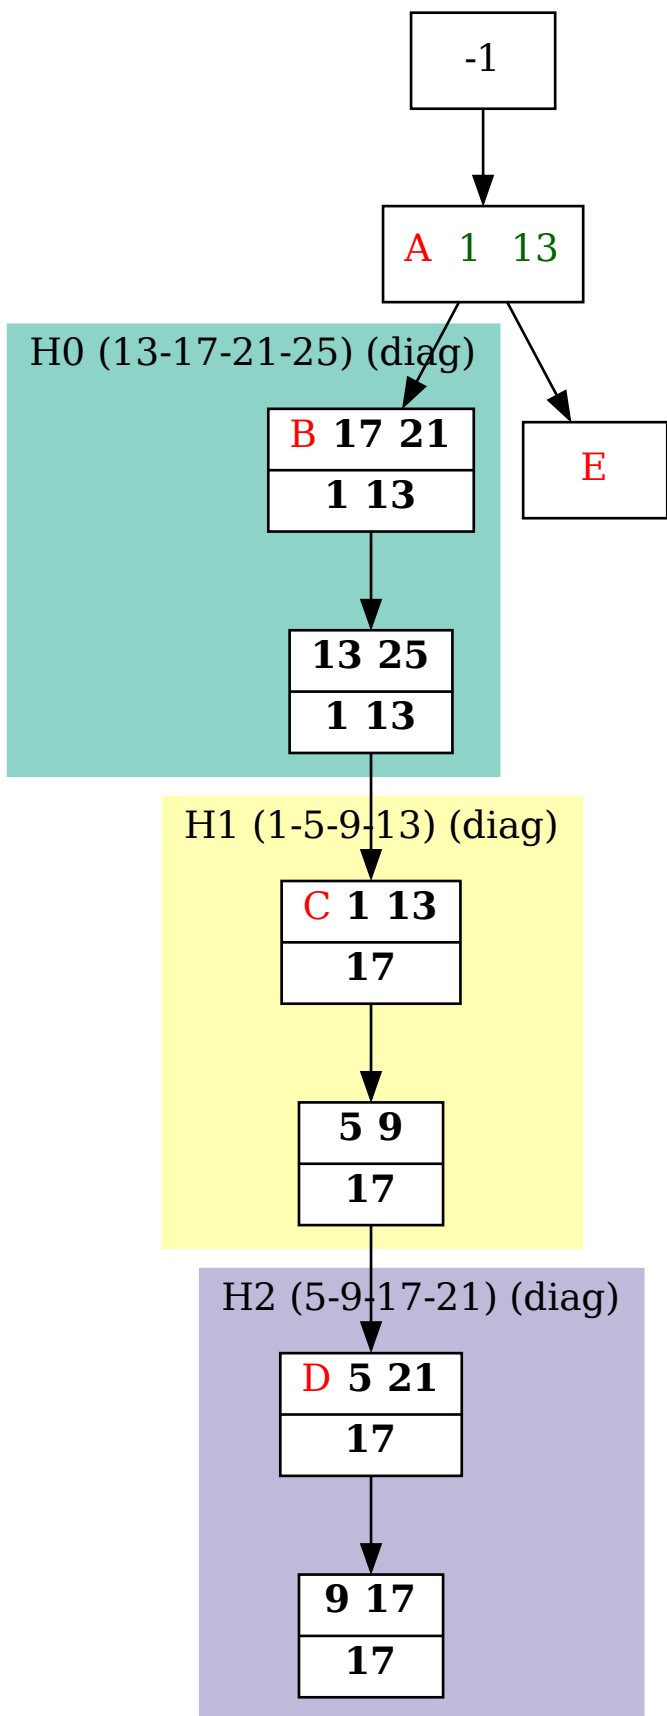 -1
A 1 13
H0 (13-17-21-25) (diag)
B 17 21
1 13
E
13 25
1 13
H1 (1-5-9-13) (diag)
C 1 13
17
5 9
17
H2 (5-9-17-21) (diag)
D 5 21
17
9 17
17